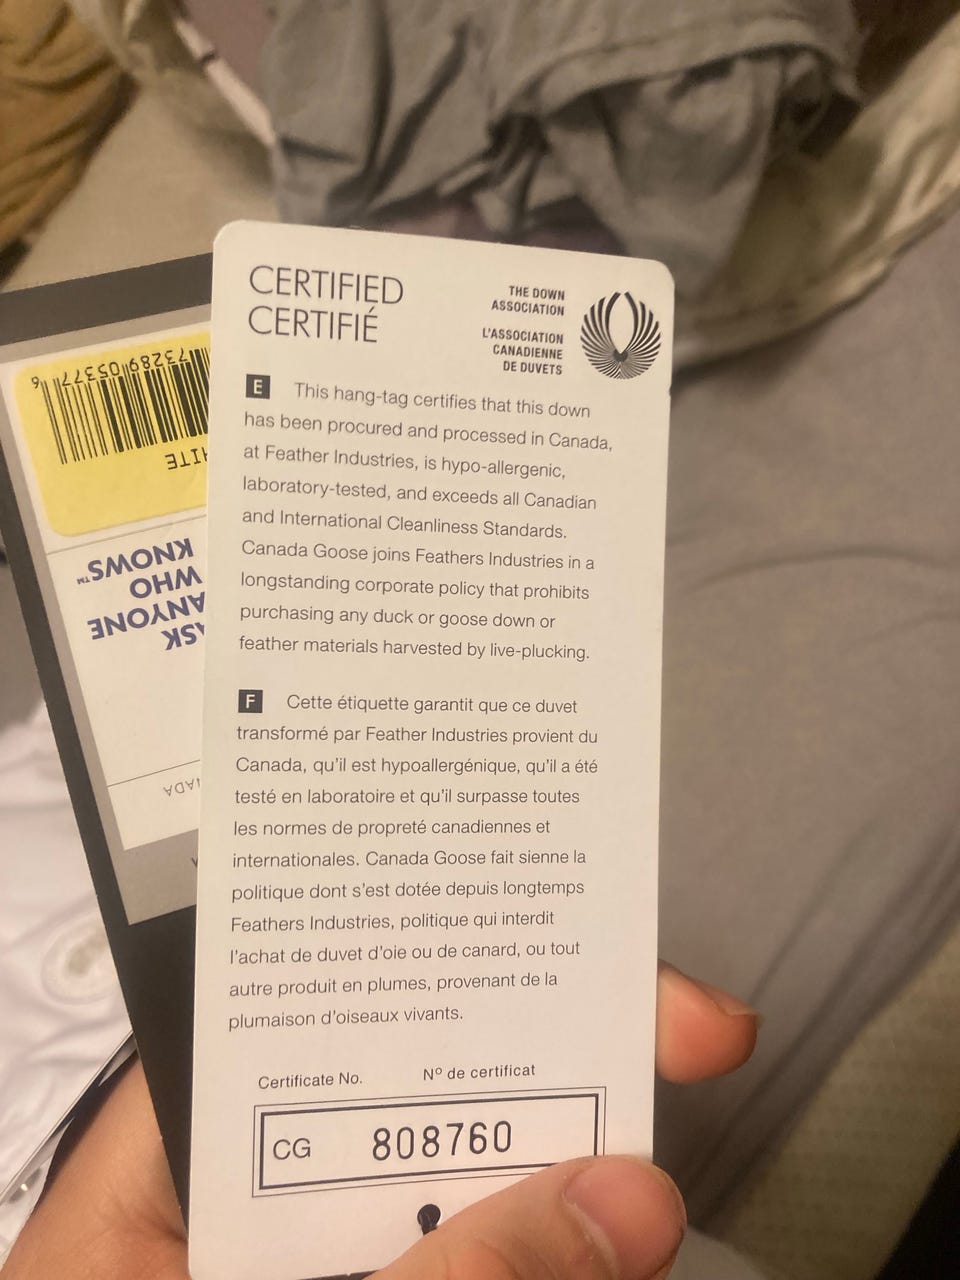 CERTIFIED
CERTIFIÉ
THE DOWN
ASSOCIATION
L'ASSOCIATION
CANADIENNE
DE DUVETS
E This hang-tag certifies that this down
has been procured and processed in Canada,
at Feather Industries, is hypo-allergenic,
laboratory-tested, and exceeds all Canadian
and International Cleanliness Standards.
Canada Goose joins Feathers Industries in a
longstanding corporate policy that prohibits
purchasing any duck or goose down or
feather materials harvested by live-plucking.
F Cette étiquette garantit que ce duvet
transformé par Feather Industries provient du
Canada, qu'il est hypoallergénique, qu'il a été
testé en laboratoire et qu'il surpasse toutes
les normes de propreté canadiennes et
internationales. Canada Goose fait sienne la
politique dont s'est dotée depuis longtemps
Feathers Industries, politique qui interdit
l'achat de duvet d'oie ou de canard, ou tout
autre produit en plumes, provenant de la
plumaison d'oiseaux vivants.
Certificate No. Nº de certificat
CG 808760
ASK
ANYONE
WHO
KNOWS™
73289 05377 6